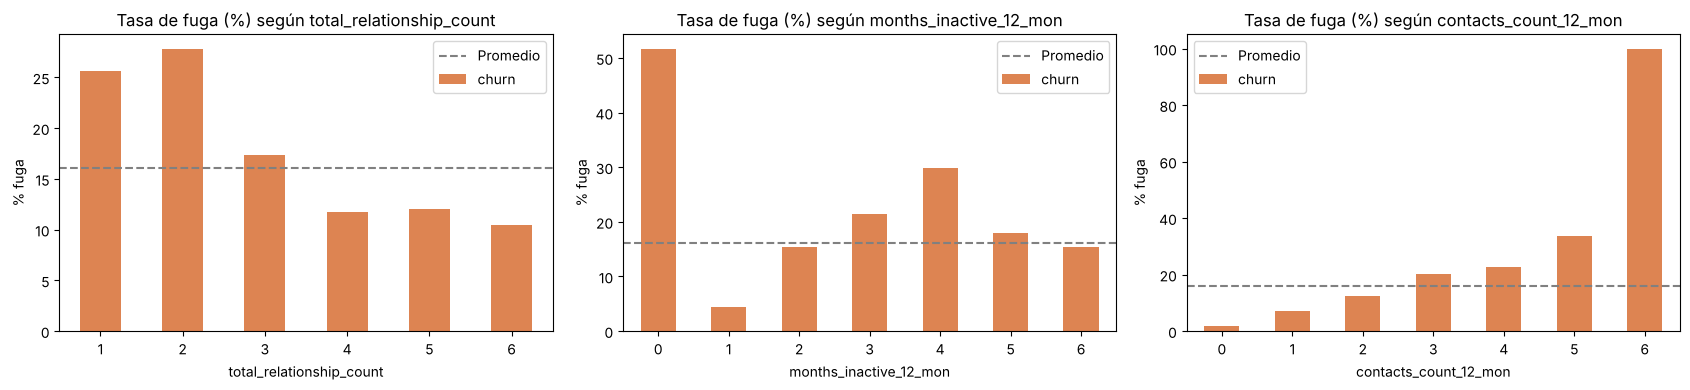 Tasa de fuga (%) según total_relationship_count
% fuga
25
20
15
10
5
0
Promedio
churn
1 2 3 4 5 6
total_relationship_count
Tasa de fuga (%) según months_inactive_12_mon
% fuga
50
40
30
20
10
0
Promedio
churn
0 1 2 3 4 5 6
months_inactive_12_mon
Tasa de fuga (%) según contacts_count_12_mon
% fuga
100
80
60
40
20
0
Promedio
churn
0 1 2 3 4 5 6
contacts_count_12_mon